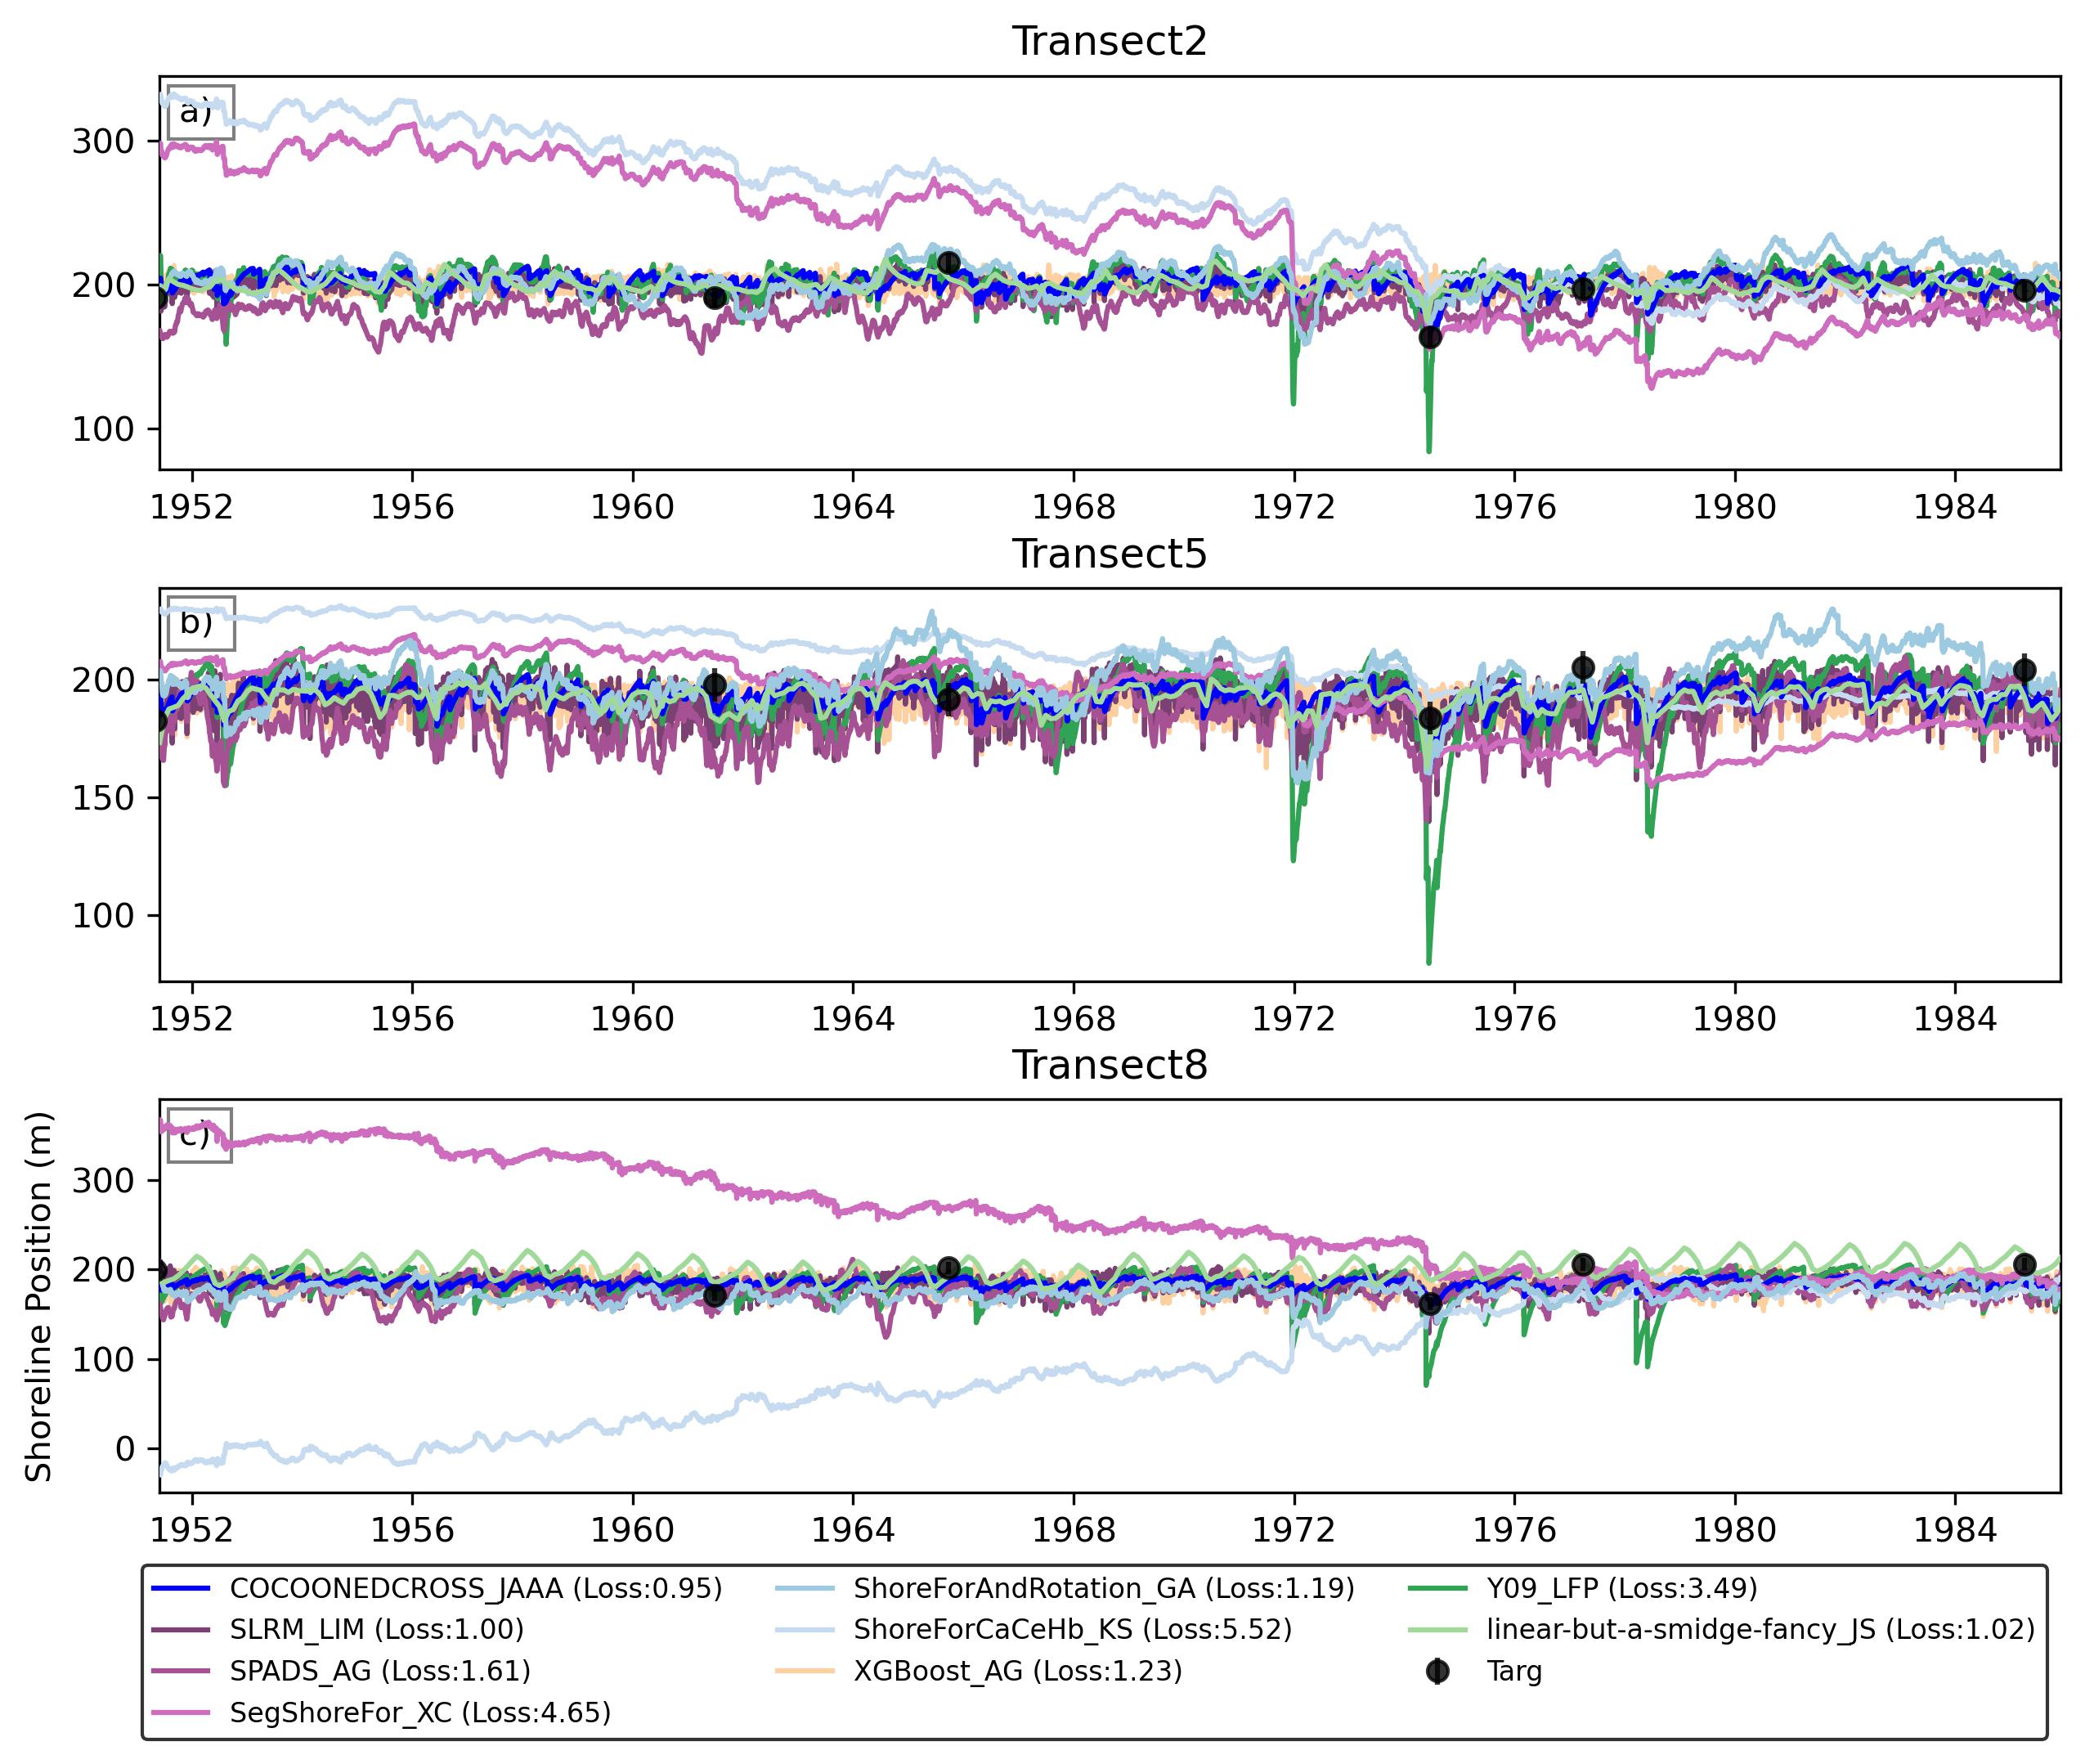 Transect2
a)
300
200
100
1952 1956 1960 1964 1968 1972 1976 1980 1984
Transect5
b)
200
150
100
1952 1956 1960 1964 1968 1972 1976 1980 1984
Transect8
c)
Shoreline Position (m)
300
200
100
0
1952 1956 1960 1964 1968 1972 1976 1980 1984
COCOONEDCROSS_JAAA (Loss:0.95)
SLRM_LIM (Loss:1.00)
SPADS_AG (Loss:1.61)
SegShoreFor_XC (Loss:4.65)
ShoreForAndRotation_GA (Loss:1.19)
ShoreForCaCeHb_KS (Loss:5.52)
XGBoost_AG (Loss:1.23)
Y09_LFP (Loss:3.49)
linear-but-a-smidge-fancy_JS (Loss:1.02)
Targ